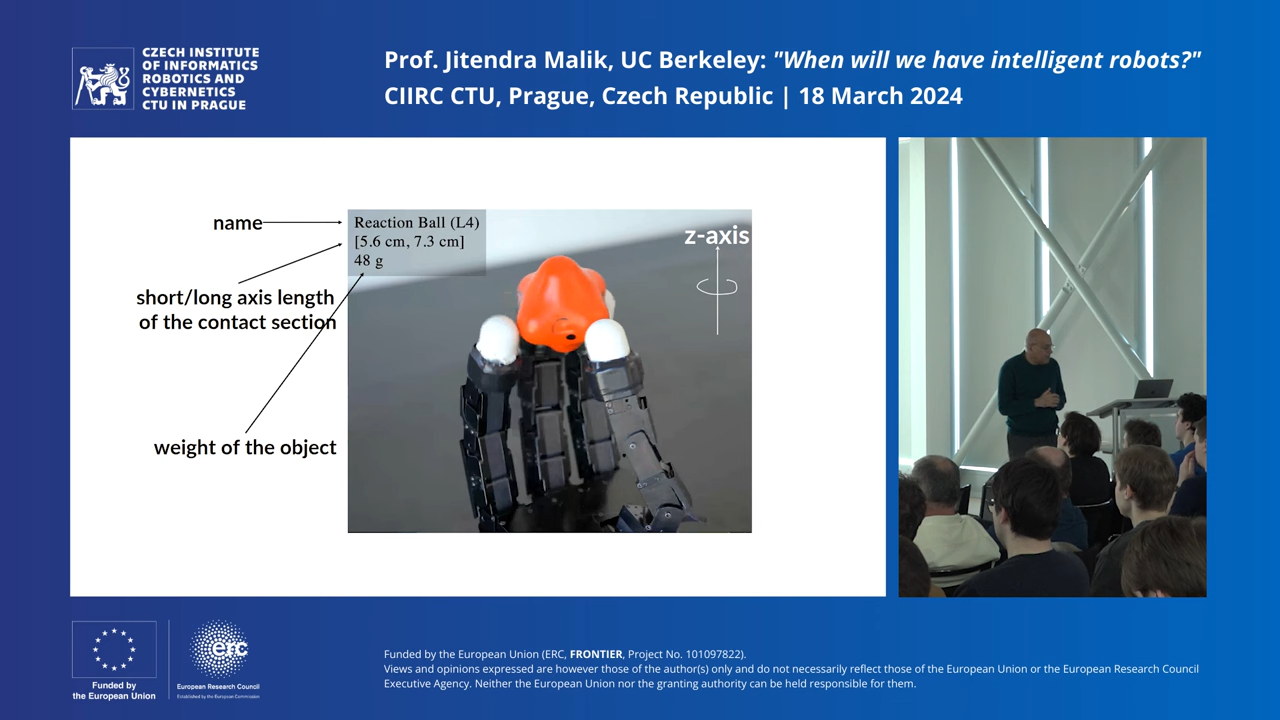 CZECH INSTITUTE
OF INFORMATICS
ROBOTICS AND
CYBERNETICS
CTU IN PRAGUE
Prof. Jitendra Malik, UC Berkeley: "When will we have intelligent robots?"
CIIRC CTU, Prague, Czech Republic | 18 March 2024
name
Reaction Ball (L4)
[5.6 cm, 7.3 cm]
48 g
z-axis
short/long axis length
of the contact section
weight of the object
Funded by
the European Union
erc
European Research Council
Established by the European Commission
Funded by the European Union (ERC, FRONTIER, Project No. 101097822).
Views and opinions expressed are however those of the author(s) only and do not necessarily reflect those of the European Union or the European Research Council
Executive Agency. Neither the European Union nor the granting authority can be held responsible for them.